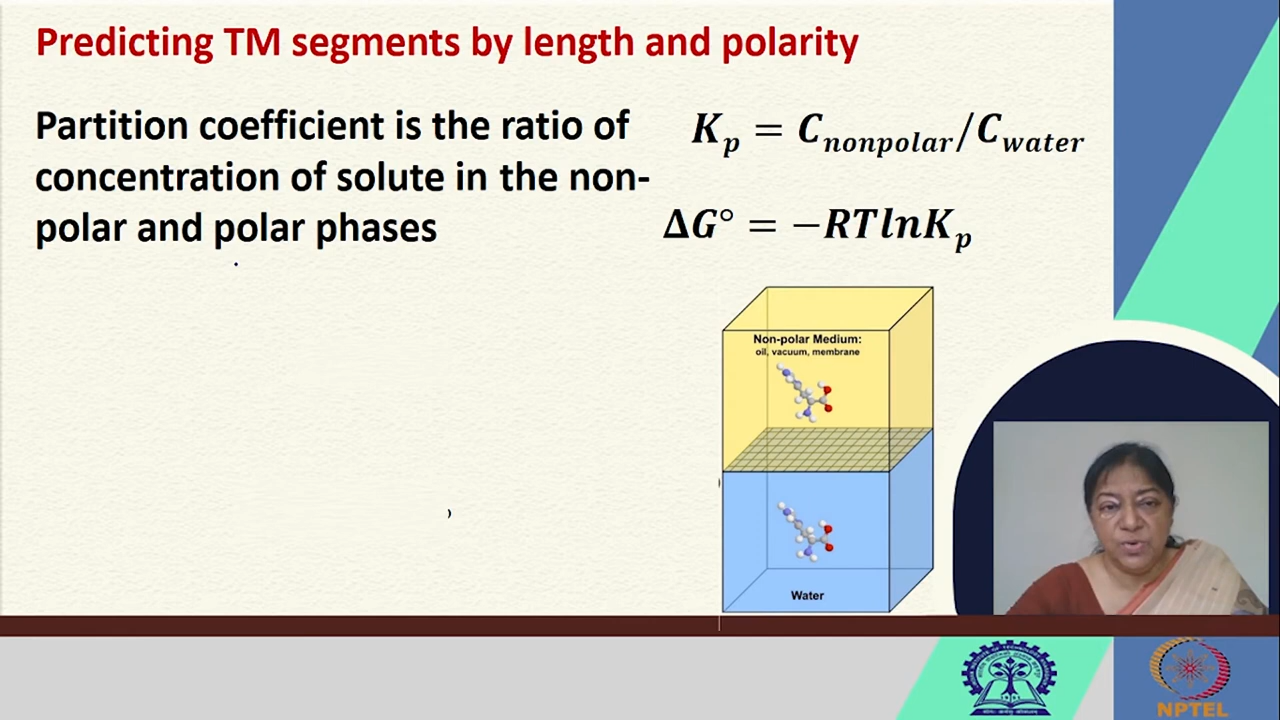 Predicting TM segments by length and polarity
Partition coefficient is the ratio of
concentration of solute in the non-
polar and polar phases
K_p = C_nonpolar/C_water
ΔG° = −RTlnK_p
Non-polar Medium:
oil, vacuum, membrane
Water
NPTEL